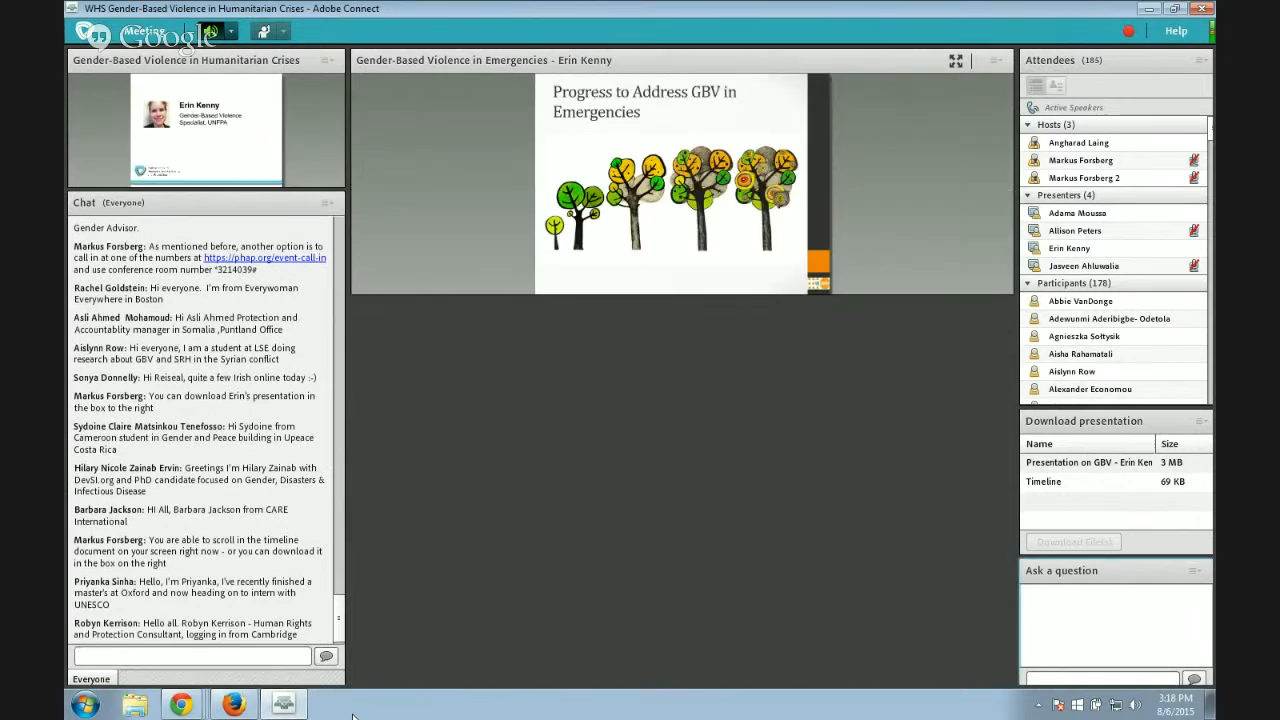 WHS Gender-Based Violence in Humanitarian Crises - Adobe Connect
Meeting
Google
Help
Gender-Based Violence in Humanitarian Crises
Erin Kenny
Gender-Based Violence
Specialist, UNFPA
Chat (Everyone)
Gender Advisor.
Markus Forsberg: As mentioned before, another option is to
call in at one of the numbers at https://phap.org/event-call-in
and use conference room number *3214039#
Rachel Goldstein: Hi everyone. I'm from Everywoman
Everywhere in Boston
Asli Ahmed Mohamoud: Hi Asli Ahmed Protection and
Accountablity manager in Somalia ,Puntland Office
Aislynn Row: Hi everyone, I am a student at LSE doing
research about GBV and SRH in the Syrian conflict
Sonya Donnelly: Hi Reiseal, quite a few Irish online today :-)
Markus Forsberg: You can download Erin's presentation in
the box to the right
Sydoine Claire Matsinkou Tenefosso: Hi Sydoine from
Cameroon student in Gender and Peace building in Upeace
Costa Rica
Hilary Nicole Zainab Ervin: Greetings I'm Hilary Zainab with
DevSI.org and PhD candidate focused on Gender, Disasters &
Infectious Disease
Barbara Jackson: HI All, Barbara Jackson from CARE
International
Markus Forsberg: You are able to scroll in the timeline
document on your screen right now - or you can download it
in the box on the right
Priyanka Sinha: Hello, I'm Priyanka, I've recently finished a
master's at Oxford and now heading on to intern with
UNESCO
Robyn Kerrison: Hello all. Robyn Kerrison - Human Rights
and Protection Consultant, logging in from Cambridge
Everyone
Gender-Based Violence in Emergencies - Erin Kenny
Progress to Address GBV in
Emergencies
Attendees (185)
Active Speakers
Hosts (3)
Angharad Laing
Markus Forsberg
Markus Forsberg 2
Presenters (4)
Adama Moussa
Allison Peters
Erin Kenny
Jasveen Ahluwalia
Participants (178)
Abbie VanDonge
Adewunmi Aderibigbe- Odetola
Agnieszka Sołtysik
Aisha Rahamatali
Aislynn Row
Alexander Economou
Download presentation
Name Size
Presentation on GBV - Erin Ken 3 MB
Timeline 69 KB
Download File(s)
Ask a question
3:18 PM
8/6/2015